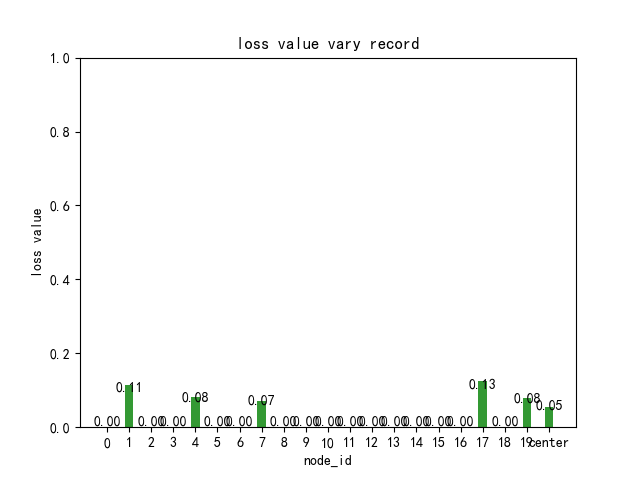 loss value vary record
1.0
0.8
0.6
0.4
0.2
0.0
loss value
0.00 0.11 0.00 0.00 0.08 0.00 0.00 0.07 0.00 0.00 0.00 0.00 0.00 0.00 0.00 0.00 0.00 0.13 0.00 0.08 0.05
0 1 2 3 4 5 6 7 8 9 10 11 12 13 14 15 16 17 18 19 center
node_id